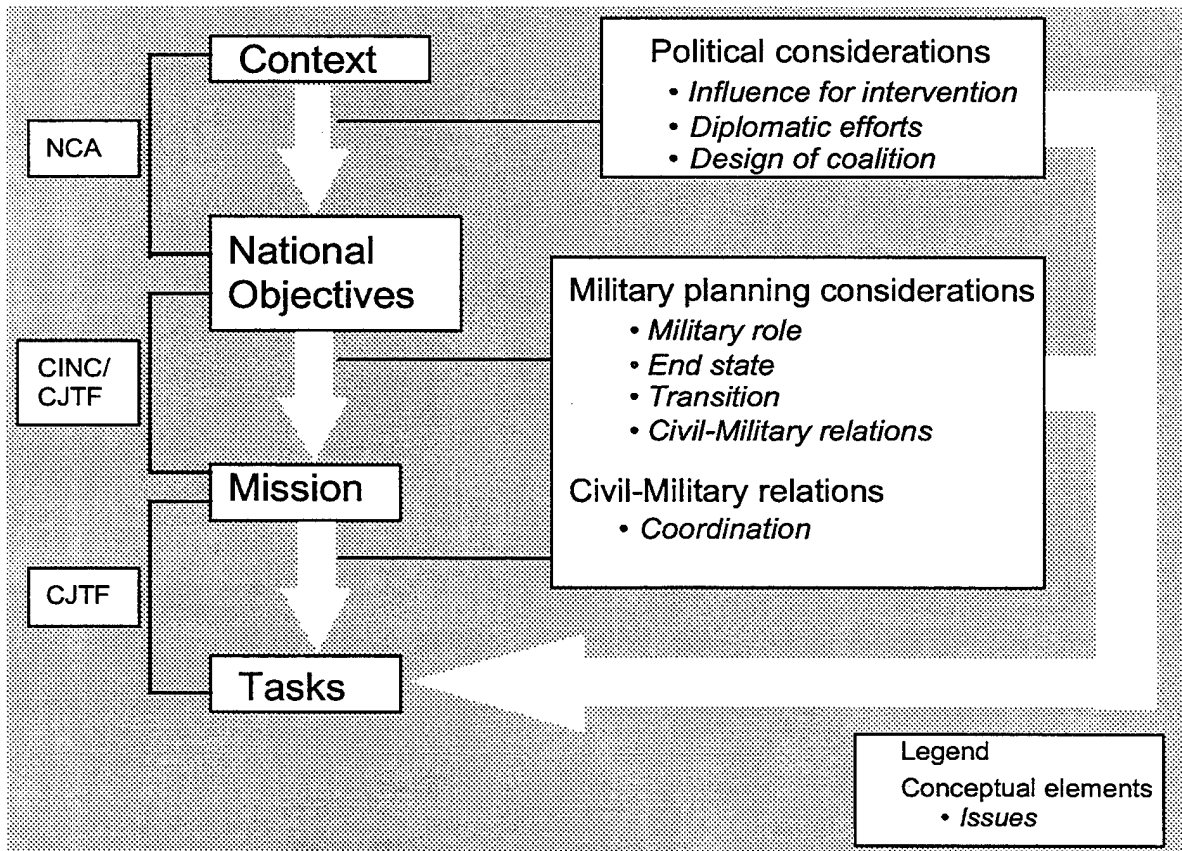 Context
Political considerations
• Influence for intervention
• Diplomatic efforts
• Design of coalition
NCA
National
Objectives
Military planning considerations
• Military role
• End state
• Transition
• Civil-Military relations
CINC/
CJTF
Mission
Civil-Military relations
• Coordination
CJTF
Tasks
Legend
Conceptual elements
• Issues